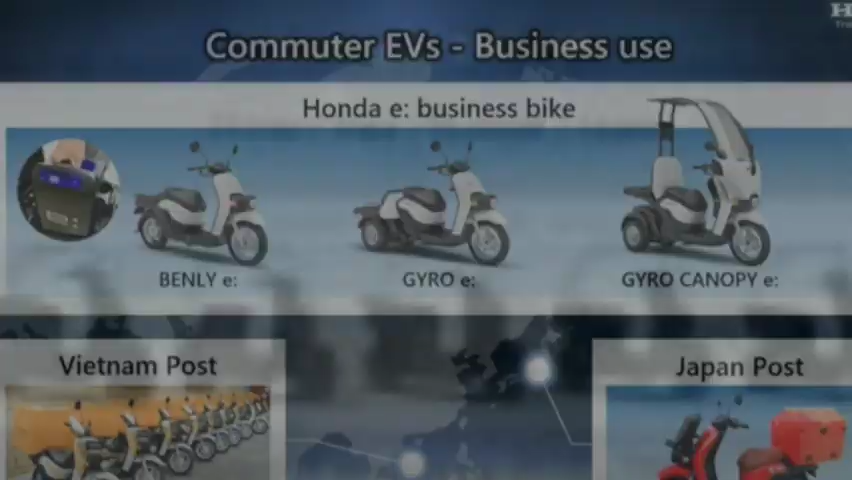 Commuter EVs - Business use
Honda e: business bike
BENLY e:
GYRO e:
GYRO CANOPY e:
Vietnam Post
Japan Post